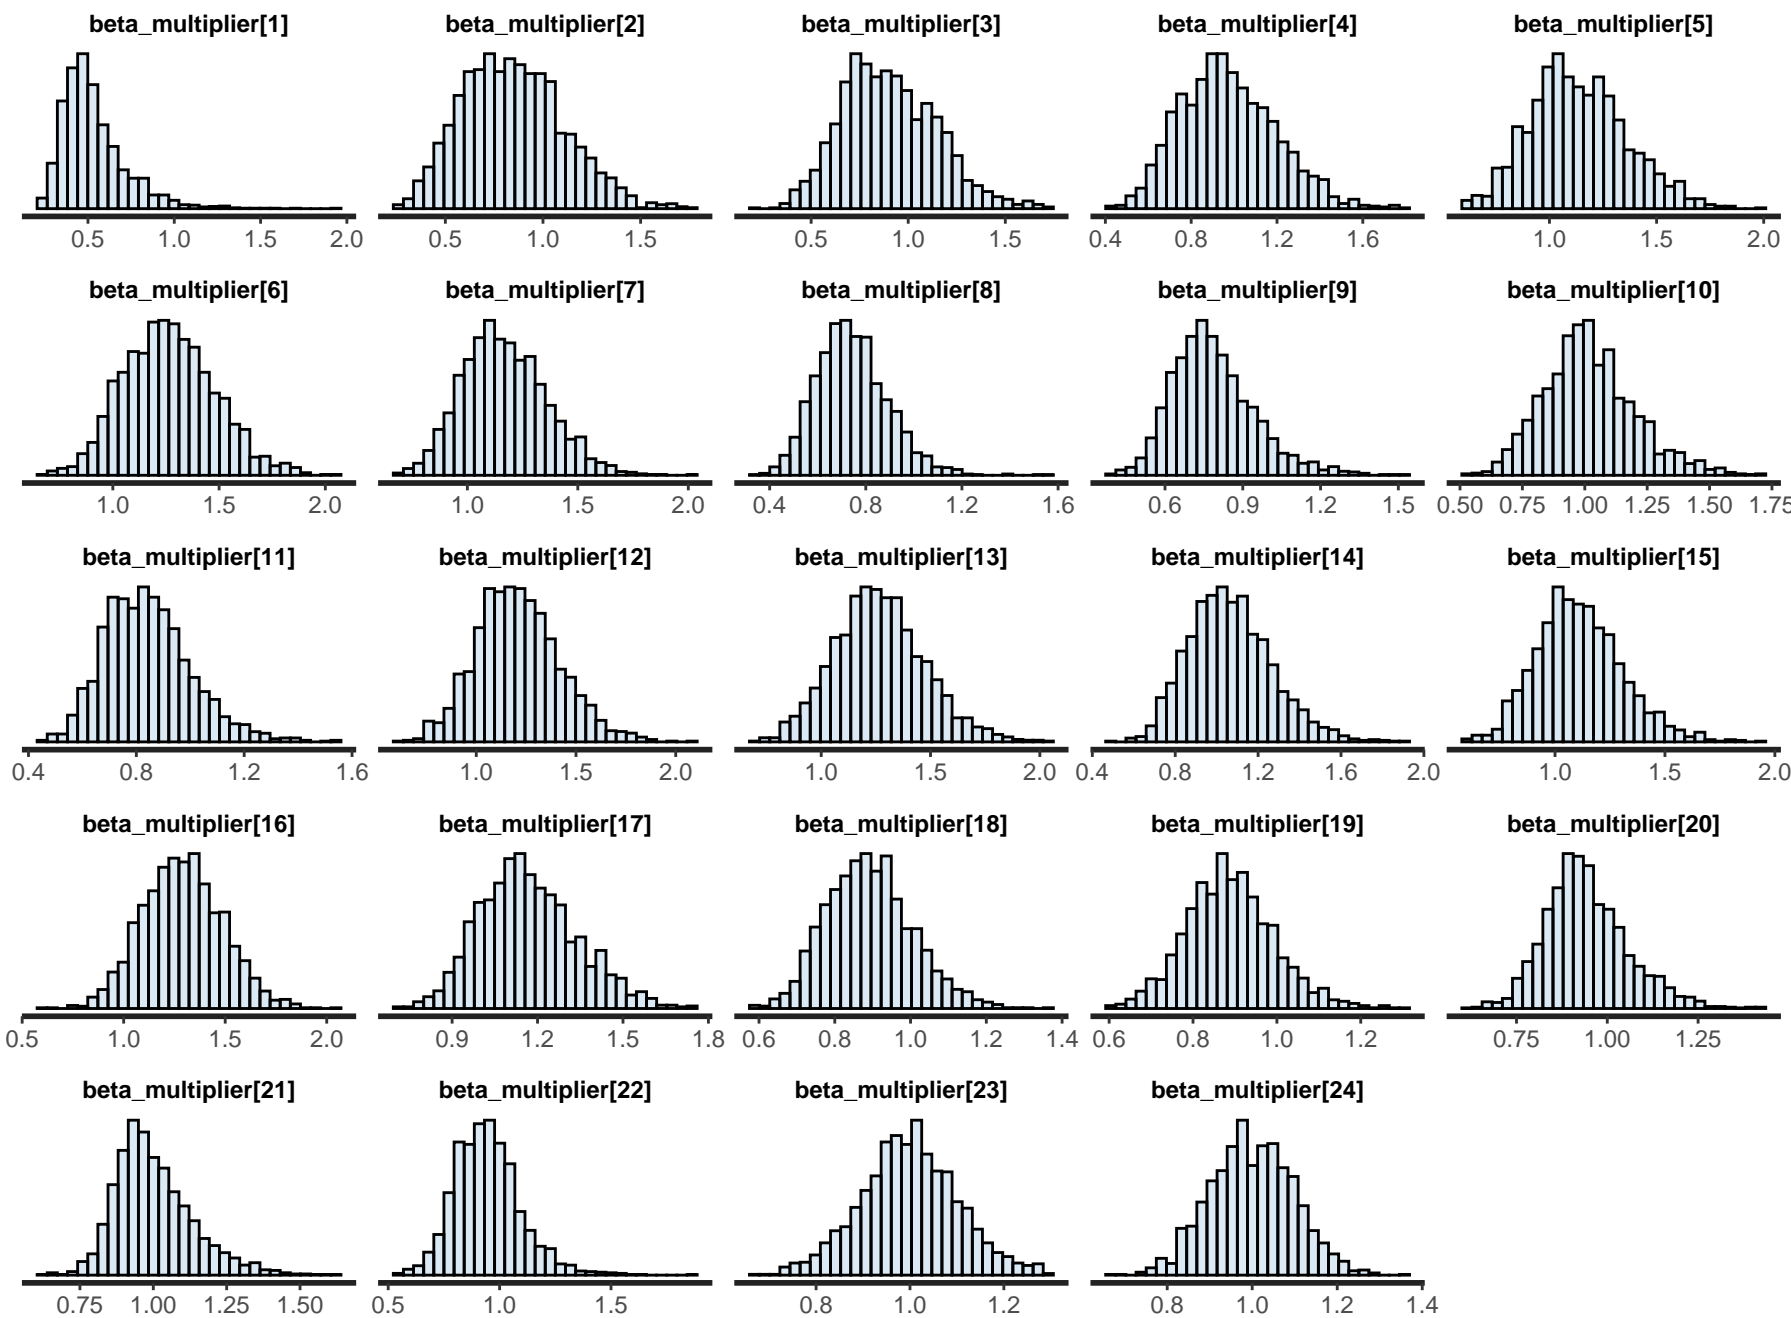 beta_multiplier[1] beta_multiplier[2] beta_multiplier[3] beta_multiplier[4] beta_multiplier[5]
0.5 1.0 1.5 2.0 0.5 1.0 1.5 0.5 1.0 1.5 0.4 0.8 1.2 1.6 1.0 1.5 2.0
beta_multiplier[6] beta_multiplier[7] beta_multiplier[8] beta_multiplier[9] beta_multiplier[10]
1.0 1.5 2.0 1.0 1.5 2.0 0.4 0.8 1.2 1.6 0.6 0.9 1.2 1.5 0.50 0.75 1.00 1.25 1.50 1.75
beta_multiplier[11] beta_multiplier[12] beta_multiplier[13] beta_multiplier[14] beta_multiplier[15]
0.4 0.8 1.2 1.6 1.0 1.5 2.0 1.0 1.5 2.0 0.4 0.8 1.2 1.6 2.0 1.0 1.5 2.0
beta_multiplier[16] beta_multiplier[17] beta_multiplier[18] beta_multiplier[19] beta_multiplier[20]
0.5 1.0 1.5 2.0 0.9 1.2 1.5 1.8 0.6 0.8 1.0 1.2 1.4 0.6 0.8 1.0 1.2 0.75 1.00 1.25
beta_multiplier[21] beta_multiplier[22] beta_multiplier[23] beta_multiplier[24]
0.75 1.00 1.25 1.50 0.5 1.0 1.5 0.8 1.0 1.2 0.8 1.0 1.2 1.4